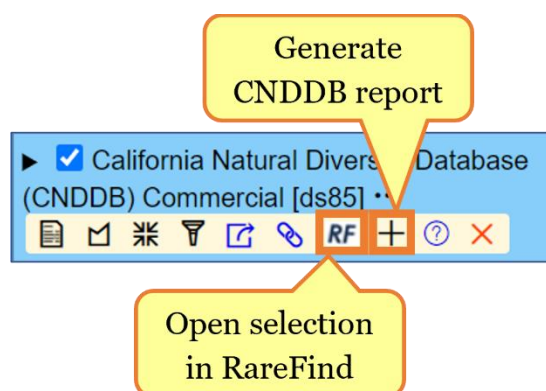 Generate
CNDDB report
California Natural Divers Database
(CNDDB) Commercial [ds85] ••
RF
?
Open selection
in RareFind